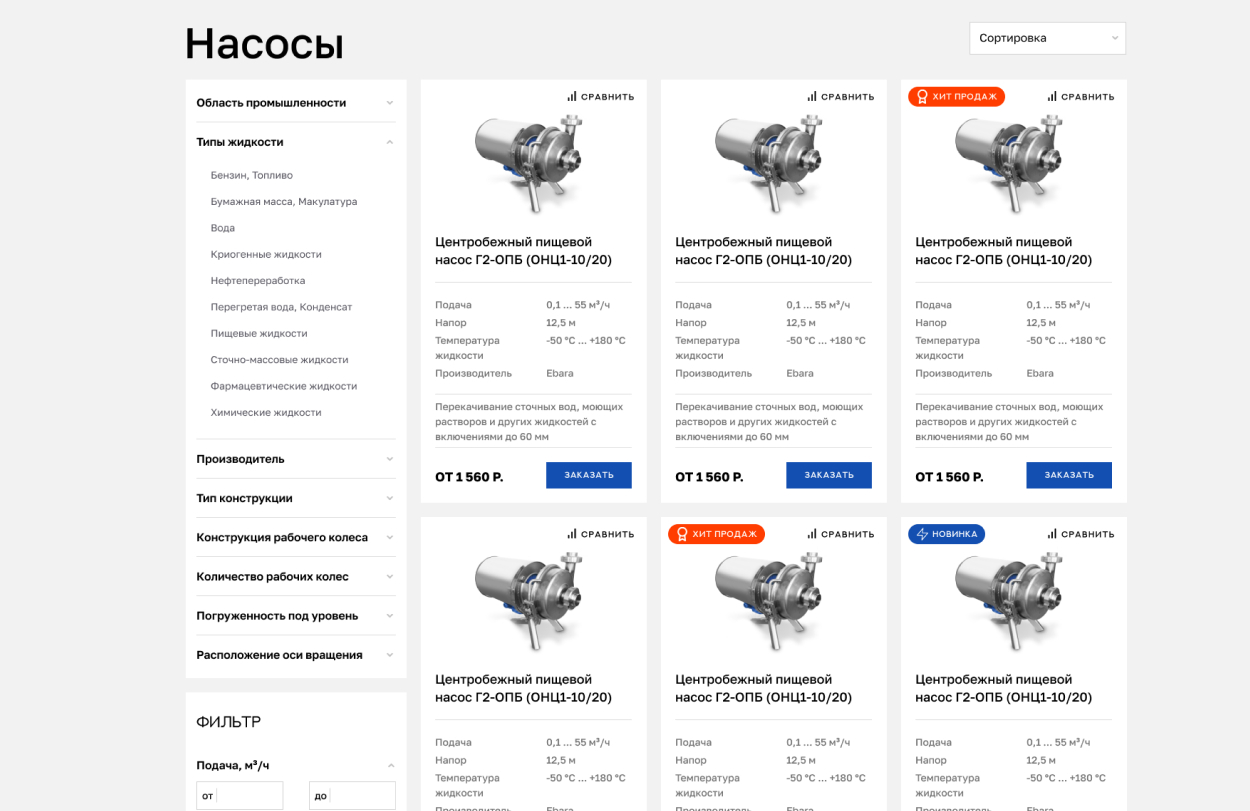 Насосы
Сортировка
Область промышленности
Типы жидкости
Бензин, Топливо
Бумажная масса, Макулатура
Вода
Криогенные жидкости
Нефтепереработка
Перегретая вода, Конденсат
Пищевые жидкости
Сточно-массовые жидкости
Фармацевтические жидкости
Химические жидкости
Производитель
Тип конструкции
Конструкция рабочего колеса
Количество рабочих колес
Погруженность под уровень
Расположение оси вращения
ФИЛЬТР
Подача, м³/ч
от
до
СРАВНИТЬ
Центробежный пищевой
насос Г2-ОПБ (ОНЦ1-10/20)
Подача 0,1 ... 55 м³/ч
Напор 12,5 м
Температура -50 °C ... +180 °C
жидкости
Производитель Ebara
Перекачивание сточных вод, моющих
растворов и других жидкостей с
включениями до 60 мм
ОТ 1 560 Р.
ЗАКАЗАТЬ
СРАВНИТЬ
Центробежный пищевой
насос Г2-ОПБ (ОНЦ1-10/20)
Подача 0,1 ... 55 м³/ч
Напор 12,5 м
Температура -50 °C ... +180 °C
жидкости
Производитель Ebara
Перекачивание сточных вод, моющих
растворов и других жидкостей с
включениями до 60 мм
ОТ 1 560 Р.
ЗАКАЗАТЬ
ХИТ ПРОДАЖ
СРАВНИТЬ
Центробежный пищевой
насос Г2-ОПБ (ОНЦ1-10/20)
Подача 0,1 ... 55 м³/ч
Напор 12,5 м
Температура -50 °C ... +180 °C
жидкости
Производитель Ebara
Перекачивание сточных вод, моющих
растворов и других жидкостей с
включениями до 60 мм
ОТ 1 560 Р.
ЗАКАЗАТЬ
СРАВНИТЬ
Центробежный пищевой
насос Г2-ОПБ (ОНЦ1-10/20)
Подача 0,1 ... 55 м³/ч
Напор 12,5 м
Температура -50 °C ... +180 °C
жидкости
Производитель Ebara
ХИТ ПРОДАЖ
СРАВНИТЬ
Центробежный пищевой
насос Г2-ОПБ (ОНЦ1-10/20)
Подача 0,1 ... 55 м³/ч
Напор 12,5 м
Температура -50 °C ... +180 °C
жидкости
Производитель Ebara
НОВИНКА
СРАВНИТЬ
Центробежный пищевой
насос Г2-ОПБ (ОНЦ1-10/20)
Подача 0,1 ... 55 м³/ч
Напор 12,5 м
Температура -50 °C ... +180 °C
жидкости
Производитель Ebara